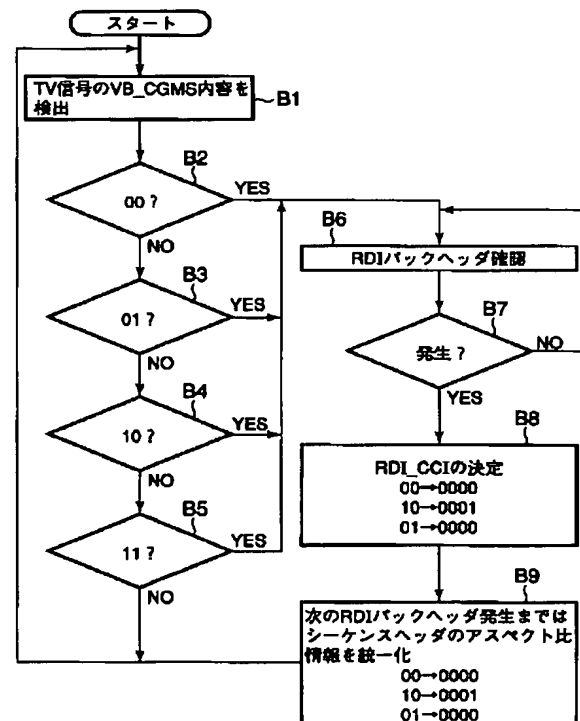 スタート
TV信号のVB_CGMS内容を
検出
B1
B2
00 ?
YES
NO
B3
01 ?
YES
NO
B4
10 ?
YES
NO
B5
11 ?
YES
NO
B6
RDIパックヘッダ確認
B7
発生 ?
NO
YES
B8
RDI_CCIの決定
00→0000
10→0001
01→0000
B9
次のRDIパックヘッダ発生までは
シーケンスヘッダのアスペクト比
情報を統一化
00→0000
10→0001
01→0000